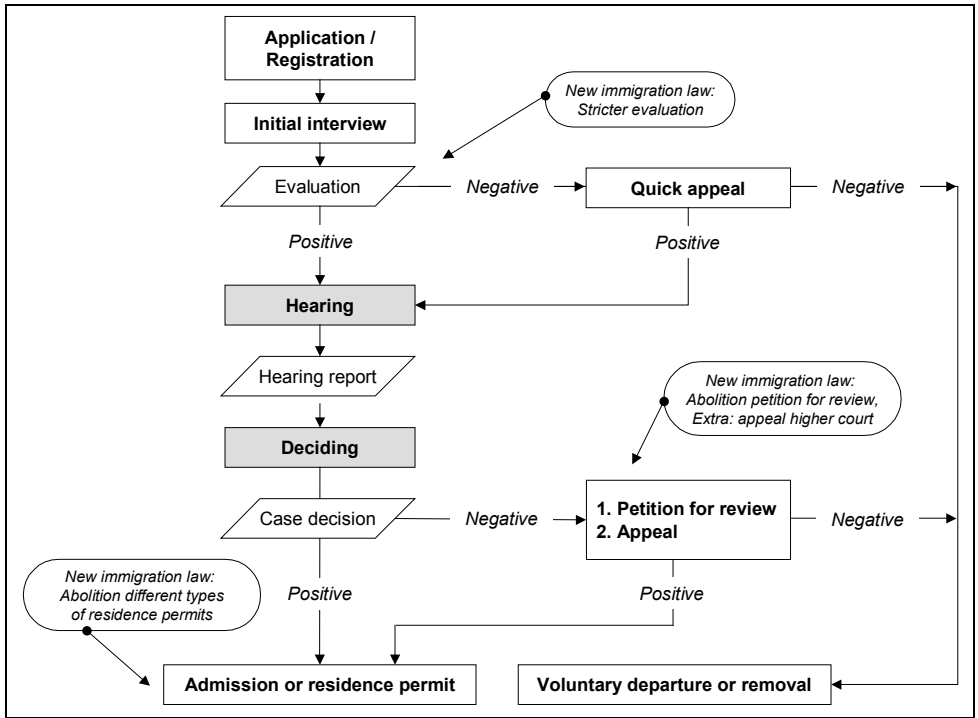 Application /
Registration
New immigration law:
Stricter evaluation
Initial interview
Evaluation
Negative
Quick appeal
Negative
Positive
Positive
Hearing
Hearing report
New immigration law:
Abolition petition for review,
Extra: appeal higher court
Deciding
Case decision
Negative
1. Petition for review
2. Appeal
Negative
New immigration law:
Abolition different types
of residence permits
Positive
Positive
Admission or residence permit
Voluntary departure or removal